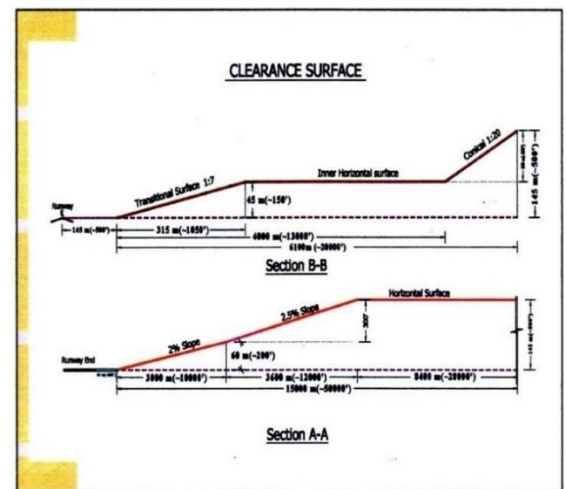 CLEARANCE SURFACE
Conical 1:20
Transitional Surface 1:7
Inner Horizontal surface
Runway
45 m(~150')
145 m(~500')
315 m(~1050')
4000 m(~13000')
6100m (~20000')
Section B-B
Horizontal Surface
2.5% Slope
2% Slope
300'
Runway End
60 m(~200')
3000 m(~10000')
3600 m(~12000')
8400 m(~28000')
15000 m(~50000')
Section A-A